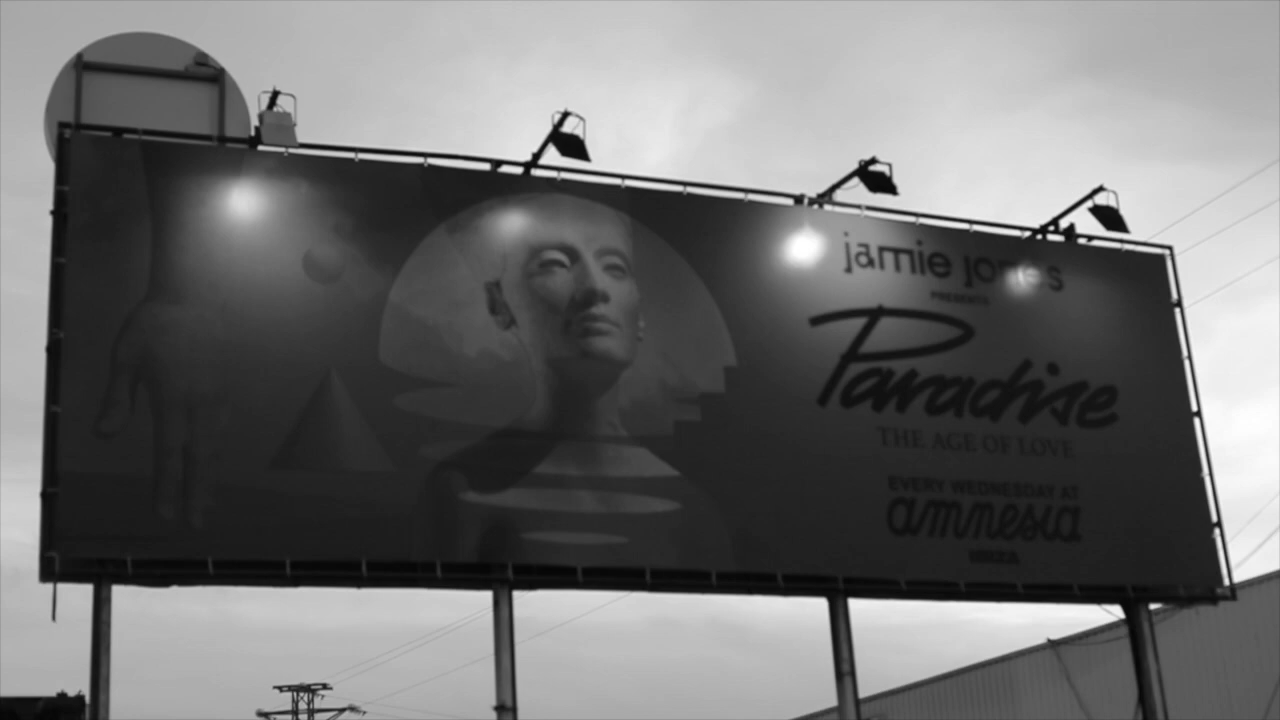 jamie jones
PRESENTS
Paradise
THE AGE OF LOVE
EVERY WEDNESDAY AT
amnesia
IBIZA